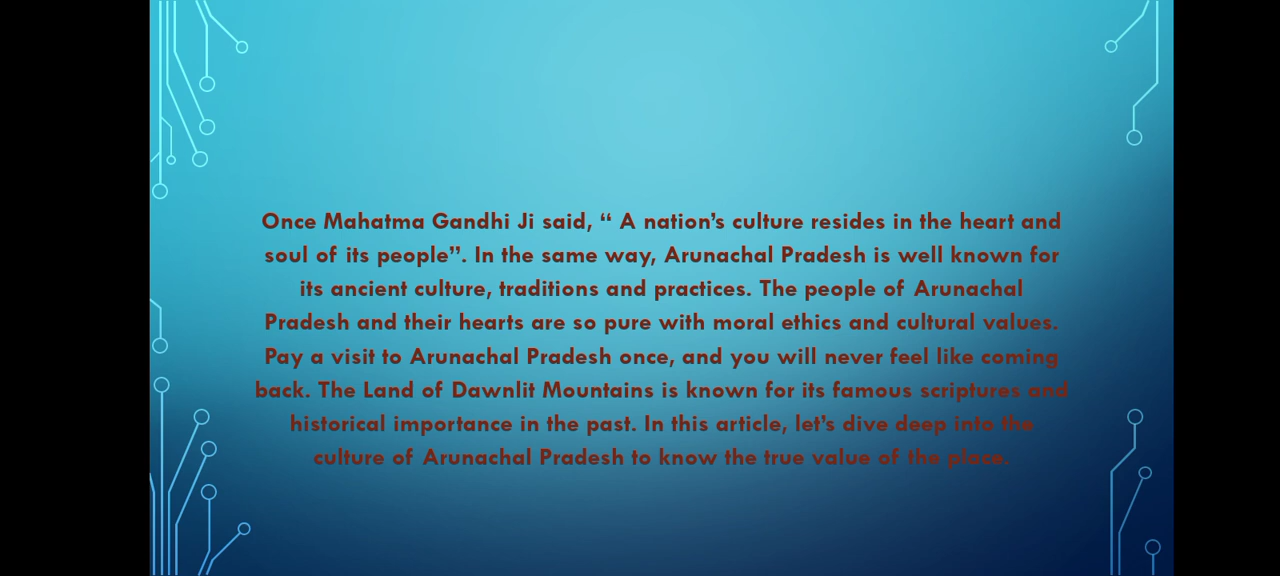 Once Mahatma Gandhi Ji said, “ A nation’s culture resides in the heart and
soul of its people”. In the same way, Arunachal Pradesh is well known for
its ancient culture, traditions and practices. The people of Arunachal
Pradesh and their hearts are so pure with moral ethics and cultural values.
Pay a visit to Arunachal Pradesh once, and you will never feel like coming
back. The Land of Dawnlit Mountains is known for its famous scriptures and
historical importance in the past. In this article, let’s dive deep into the
culture of Arunachal Pradesh to know the true value of the place.